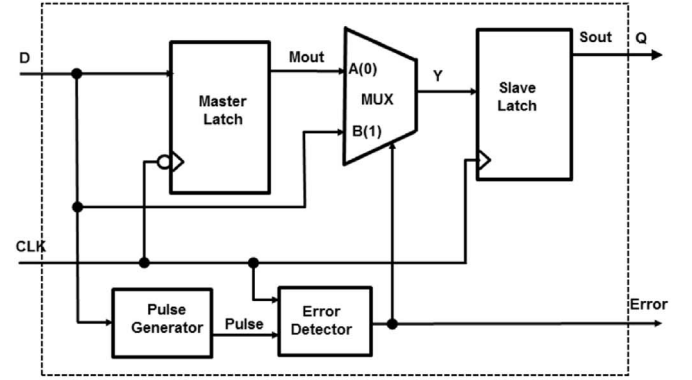 D
Master
Latch
Mout
A(0)
MUX
B(1)
Y
Slave
Latch
Sout
Q
CLK
Pulse
Generator
Pulse
Error
Detector
Error